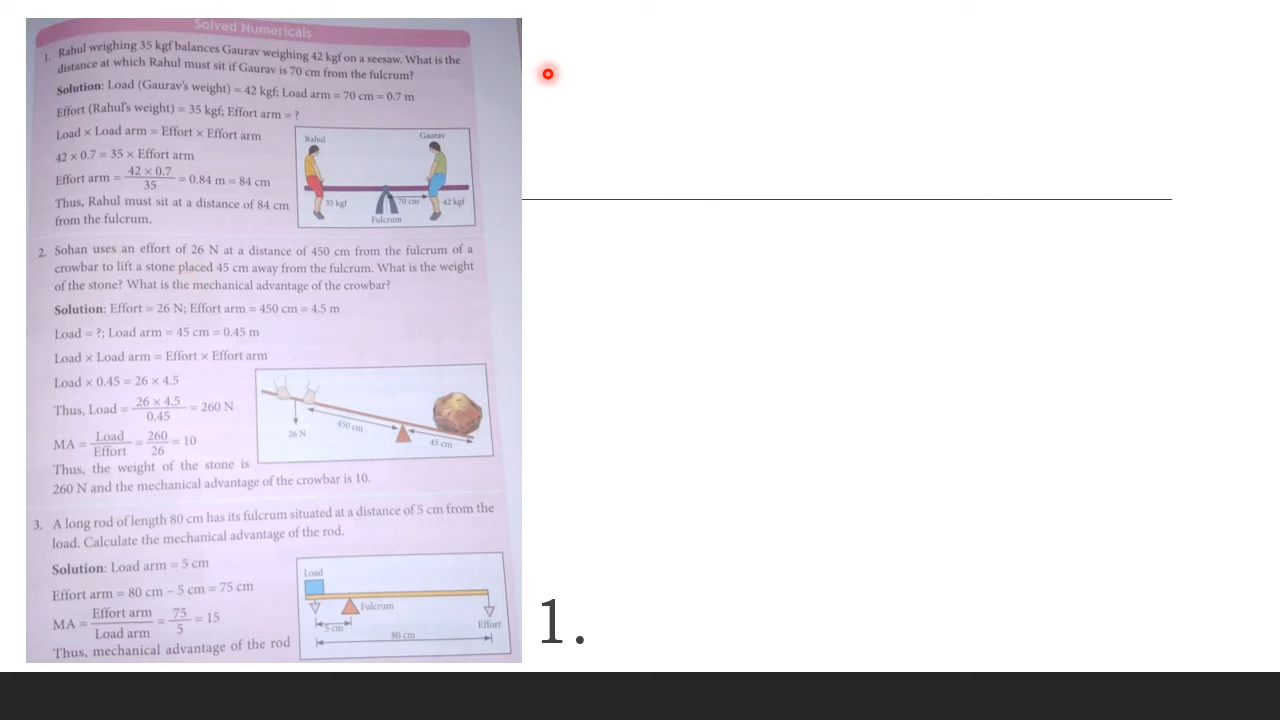 Solved Numericals
1. Rahul weighing 35 kgf balances Gaurav weighing 42 kgf on a seesaw. What is the
distance at which Rahul must sit if Gaurav is 70 cm from the fulcrum?
Solution: Load (Gaurav's weight) = 42 kgf; Load arm = 70 cm = 0.7 m
Effort (Rahul's weight) = 35 kgf; Effort arm = ?
Load × Load arm = Effort × Effort arm
42 × 0.7 = 35 × Effort arm
Effort arm = 42 × 0.7 / 35 = 0.84 m = 84 cm
Thus, Rahul must sit at a distance of 84 cm
from the fulcrum.
Rahul
Gaurav
35 kgf
70 cm
42 kgf
Fulcrum
2. Sohan uses an effort of 26 N at a distance of 450 cm from the fulcrum of a
crowbar to lift a stone placed 45 cm away from the fulcrum. What is the weight
of the stone? What is the mechanical advantage of the crowbar?
Solution: Effort = 26 N; Effort arm = 450 cm = 4.5 m
Load = ?; Load arm = 45 cm = 0.45 m
Load × Load arm = Effort × Effort arm
Load × 0.45 = 26 × 4.5
Thus, Load = 26 × 4.5 / 0.45 = 260 N
MA = Load / Effort = 260 / 26 = 10
Thus, the weight of the stone is
260 N and the mechanical advantage of the crowbar is 10.
26 N
450 cm
45 cm
3. A long rod of length 80 cm has its fulcrum situated at a distance of 5 cm from the
load. Calculate the mechanical advantage of the rod.
Solution: Load arm = 5 cm
Effort arm = 80 cm − 5 cm = 75 cm
MA = Effort arm / Load arm = 75 / 5 = 15
Thus, mechanical advantage of the rod
Load
Fulcrum
5 cm
Effort
80 cm
1.